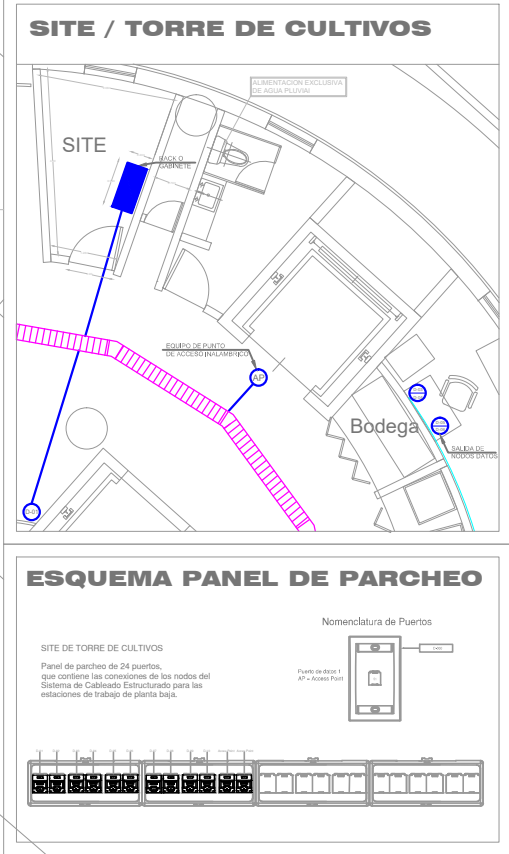 SITE / TORRE DE CULTIVOS
ALIMENTACION EXCLUSIVA
DE AGUA PLUVIAL
SITE
RACK O
GABINETE
EQUIPO DE PUNTO
DE ACCESO INALAMBRICO
AP
Bodega
SALIDA DE
NODOS DATOS
ESQUEMA PANEL DE PARCHEO
Nomenclatura de Puertos
SITE DE TORRE DE CULTIVOS
Panel de parcheo de 24 puertos,
que contiene las conexiones de los nodos del
Sistema de Cableado Estructurado para las
estaciones de trabajo de planta baja.
Puerto de datos 1
AP = Access Point